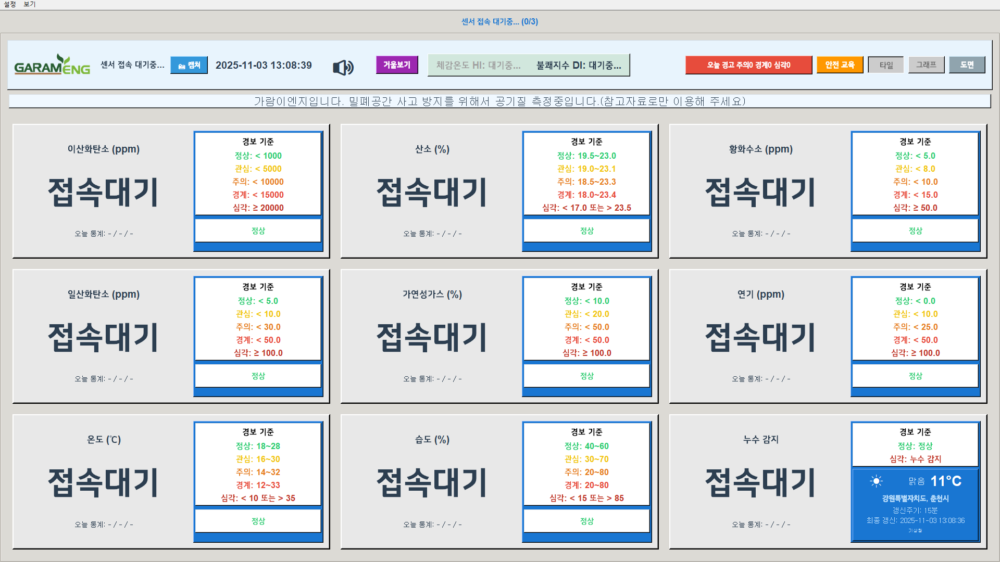 설정 보기
센서 접속 대기중... (0/3)
GARAMENG
센서 접속 대기중...
캡처
2025-11-03 13:08:39
거울보기
체감온도 HI: 대기중...
불쾌지수 DI: 대기중...
오늘 경고 주의0 경계0 심각0
안전 교육
타일
그래프
도면
가람이엔지입니다. 밀폐공간 사고 방지를 위해서 공기질 측정중입니다.(참고자료로만 이용해 주세요)
이산화탄소 (ppm)
접속대기
오늘 통계: - / - / -
경보 기준
정상: < 1000
관심: < 5000
주의: < 10000
경계: < 15000
심각: ≥ 20000
정상
산소 (%)
접속대기
오늘 통계: - / - / -
경보 기준
정상: 19.5~23.0
관심: 19.0~23.1
주의: 18.5~23.3
경계: 18.0~23.4
심각: < 17.0 또는 > 23.5
정상
황화수소 (ppm)
접속대기
오늘 통계: - / - / -
경보 기준
정상: < 5.0
관심: < 8.0
주의: < 10.0
경계: < 15.0
심각: ≥ 50.0
정상
일산화탄소 (ppm)
접속대기
오늘 통계: - / - / -
경보 기준
정상: < 5.0
관심: < 10.0
주의: < 30.0
경계: < 50.0
심각: ≥ 100.0
정상
가연성가스 (%)
접속대기
오늘 통계: - / - / -
경보 기준
정상: < 10.0
관심: < 20.0
주의: < 50.0
경계: < 50.0
심각: ≥ 100.0
정상
연기 (ppm)
접속대기
오늘 통계: - / - / -
경보 기준
정상: < 0.0
관심: < 10.0
주의: < 25.0
경계: < 50.0
심각: ≥ 100.0
정상
온도 (℃)
접속대기
오늘 통계: - / - / -
경보 기준
정상: 18~28
관심: 16~30
주의: 14~32
경계: 12~33
심각: < 10 또는 > 35
정상
습도 (%)
접속대기
오늘 통계: - / - / -
경보 기준
정상: 40~60
관심: 30~70
주의: 20~80
경계: 20~80
심각: < 15 또는 > 85
정상
누수 감지
접속대기
오늘 통계: - / - / -
경보 기준
정상: 정상
심각: 누수 감지
맑음 11°C
강원특별자치도, 춘천시
갱신주기: 15분
최종 갱신: 2025-11-03 13:08:36
기상청